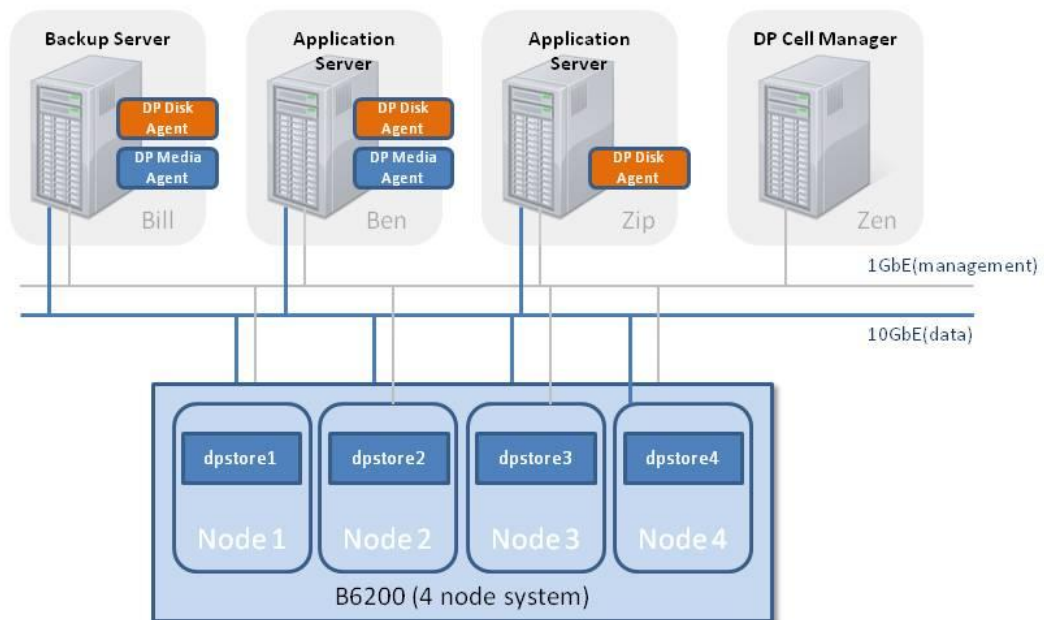 Backup Server
DP Disk
Agent
DP Media
Agent
Bill
Application
Server
DP Disk
Agent
DP Media
Agent
Ben
Application
Server
DP Disk
Agent
Zip
DP Cell Manager
Zen
1GbE(management)
10GbE(data)
dpstore1
dpstore2
dpstore3
dpstore4
Node 1
Node 2
Node 3
Node 4
B6200 (4 node system)